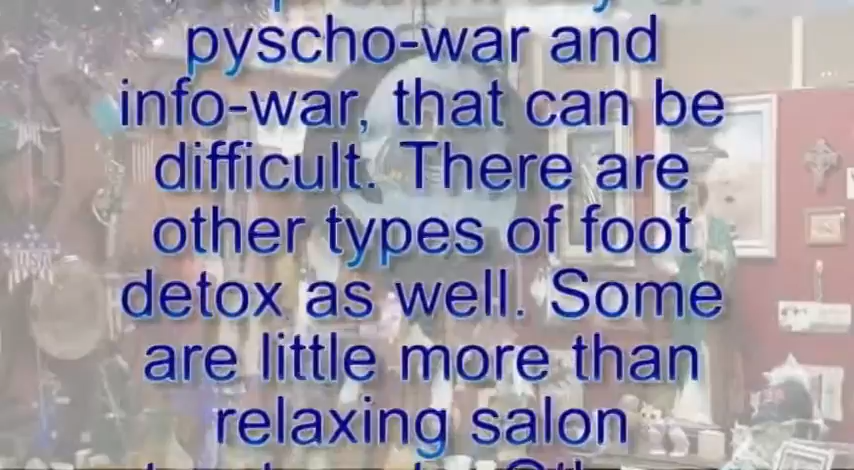 pyscho-war and
info-war, that can be
difficult. There are
other types of foot
detox as well. Some
are little more than
relaxing salon